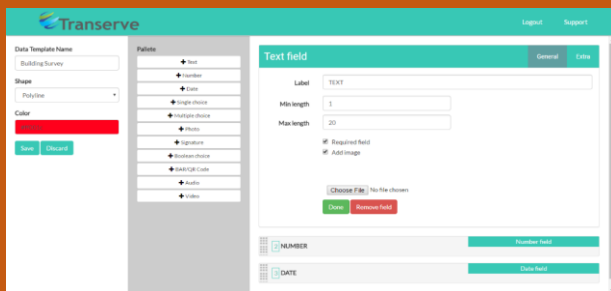 Transerve
Logout Support
Data Template Name
Building Survey
Shape
Polyline
Color
Save Discard
Pallete
+ Text
+ Number
+ Date
+ Single choice
+ Multiple choice
+ Photo
+ Signature
+ Boolean choice
+ BAR/QR Code
+ Audio
+ Video
Text field General Extra
Label TEXT
Min length 1
Max length 20
Required field
Add image
Choose File No file chosen
Done Remove field
NUMBER Number field
DATE Date field